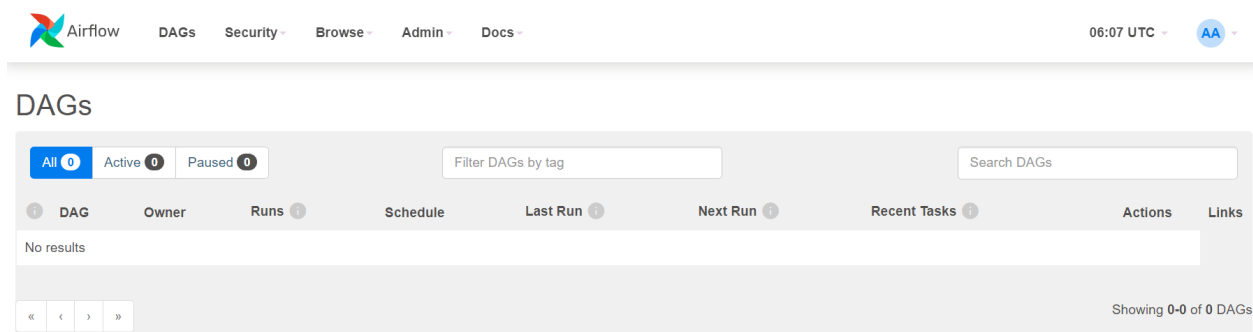 Airflow DAGs Security Browse Admin Docs 06:07 UTC AA
DAGs
All 0 Active 0 Paused 0 Filter DAGs by tag Search DAGs
i DAG Owner Runs i Schedule Last Run i Next Run i Recent Tasks i Actions Links
No results
« ‹ › » Showing 0-0 of 0 DAGs